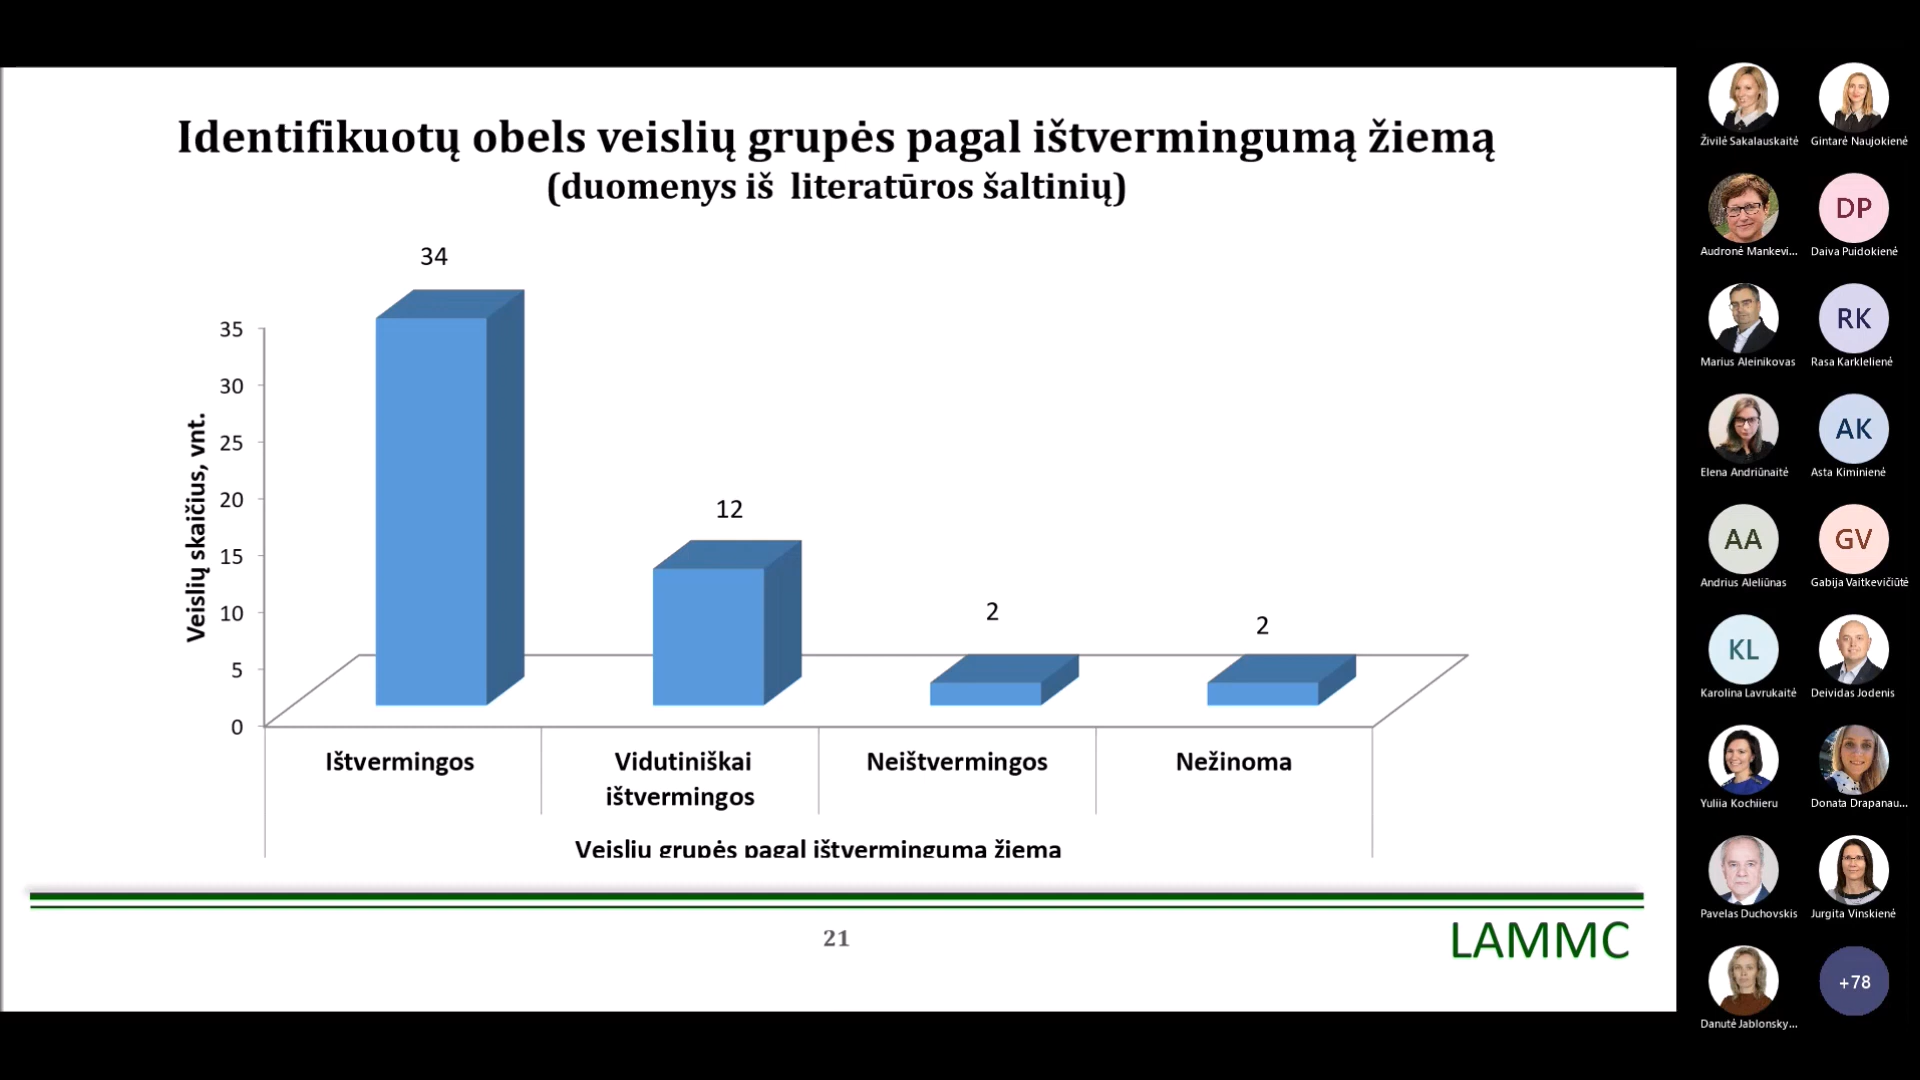 Identifikuotų obels veislių grupės pagal ištvermingumą žiemą
(duomenys iš literatūros šaltinių)
34
12
2
2
35
30
25
20
15
10
5
0
Veislių skaičius, vnt.
Ištvermingos
Vidutiniškai
ištvermingos
Neištvermingos
Nežinoma
Veislių grupės pagal ištvermingumą žiemą
21
LAMMC
Živilė Sakalauskaitė
Gintarė Naujokienė
Audronė Mankevi...
DP
Daiva Puidokienė
Marius Aleinikovas
RK
Rasa Karklelienė
Elena Andriūnaitė
AK
Asta Kiminienė
AA
Andrius Aleliūnas
GV
Gabija Vaitkevičiūtė
KL
Karolina Lavrukaitė
Deividas Jodenis
Yuliia Kochiieru
Donata Drapanau...
Pavelas Duchovskis
Jurgita Vinskienė
Danutė Jablonsky...
+78